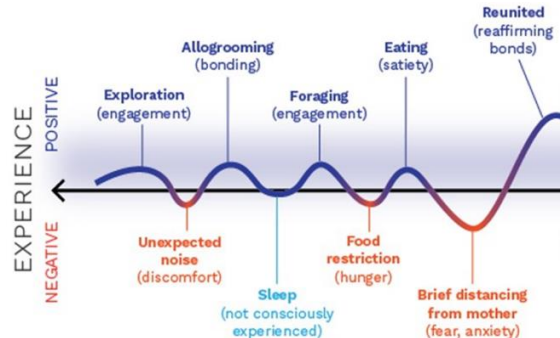 Reunited
(reaffirming
bonds)
Allogrooming
(bonding)
Eating
(satiety)
Exploration
(engagement)
Foraging
(engagement)
EXPERIENCE
POSITIVE
NEGATIVE
Unexpected
noise
(discomfort)
Food
restriction
(hunger)
Sleep
(not consciously
experienced)
Brief distancing
from mother
(fear, anxiety)